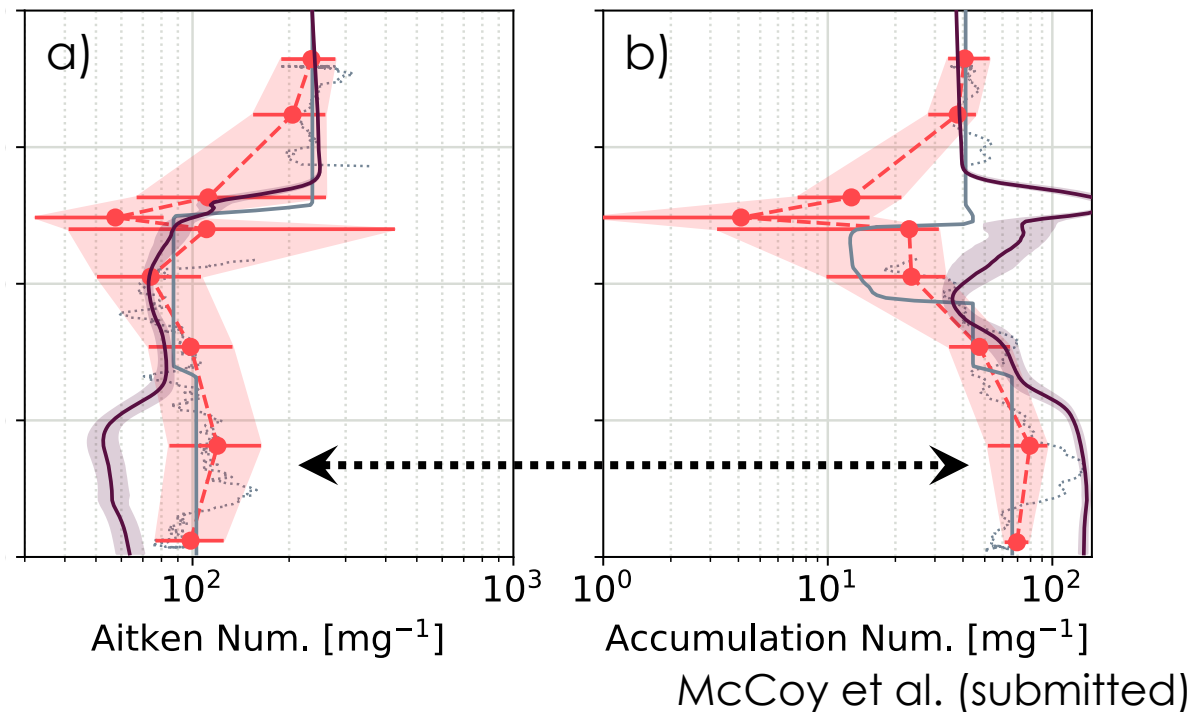 a)
b)
10²
10³
10⁰
10¹
10²
Aitken Num. [mg⁻¹]
Accumulation Num. [mg⁻¹]
McCoy et al. (submitted)